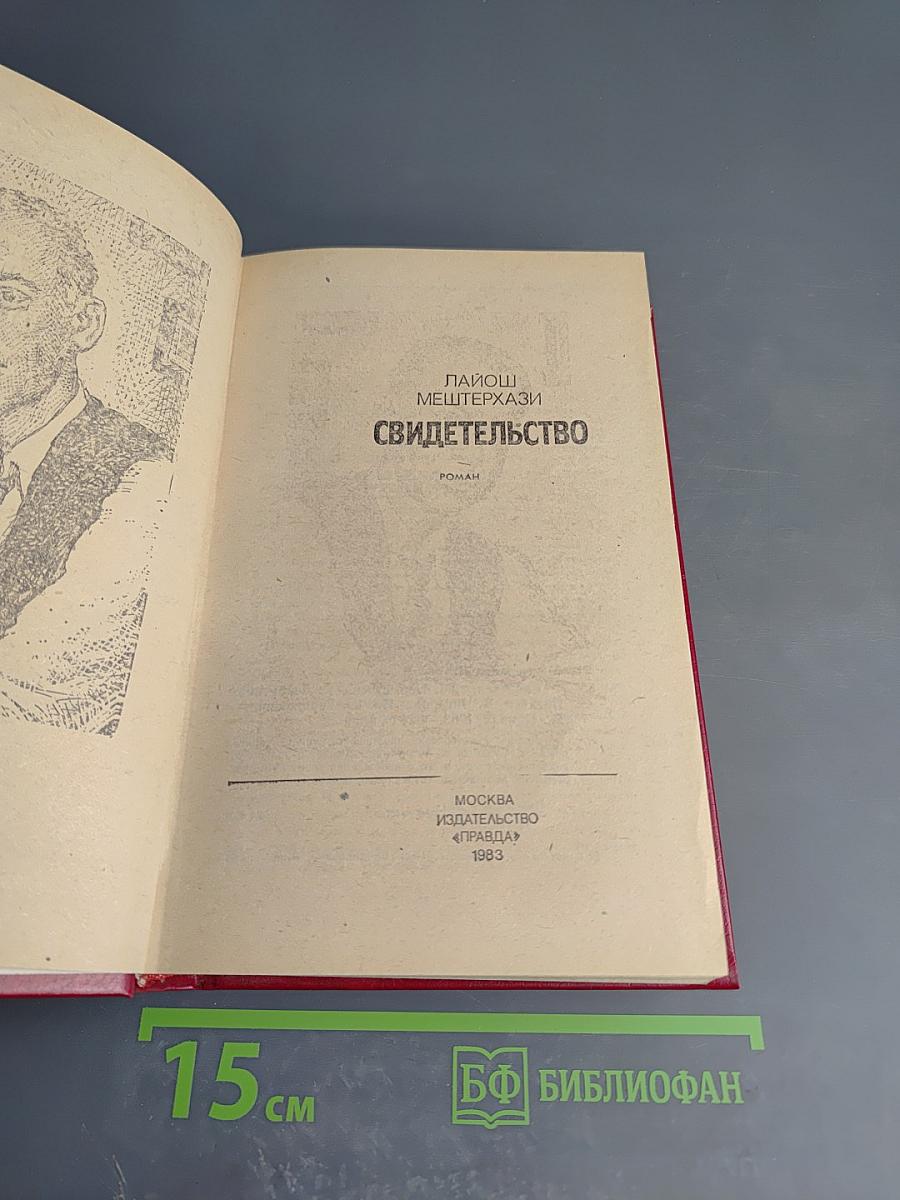 ЛАЙОШ
МЕШТЕРХАЗИ
СВИДЕТЕЛЬСТВО
РОМАН
МОСКВА
ИЗДАТЕЛЬСТВО
«ПРАВДА»
1983
15 см
БФ БИБЛИОФАН